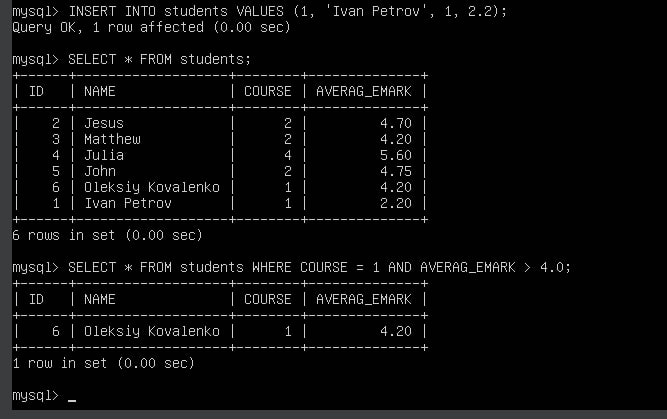 mysql> INSERT INTO students VALUES (1, 'Ivan Petrov', 1, 2.2);
Query OK, 1 row affected (0.00 sec)
mysql> SELECT * FROM students;
+------+------------------+--------+--------------+
| ID   | NAME             | COURSE | AVERAG_EMARK |
+------+------------------+--------+--------------+
|    2 | Jesus            |      2 |         4.70 |
|    3 | Matthew          |      2 |         4.20 |
|    4 | Julia            |      4 |         5.60 |
|    5 | John             |      2 |         4.75 |
|    6 | Oleksiy Kovalenko |      1 |         4.20 |
|    1 | Ivan Petrov      |      1 |         2.20 |
+------+------------------+--------+--------------+
6 rows in set (0.00 sec)
mysql> SELECT * FROM students WHERE COURSE = 1 AND AVERAG_EMARK > 4.0;
+------+------------------+--------+--------------+
| ID   | NAME             | COURSE | AVERAG_EMARK |
+------+------------------+--------+--------------+
|    6 | Oleksiy Kovalenko |      1 |         4.20 |
+------+------------------+--------+--------------+
1 row in set (0.00 sec)
mysql> _